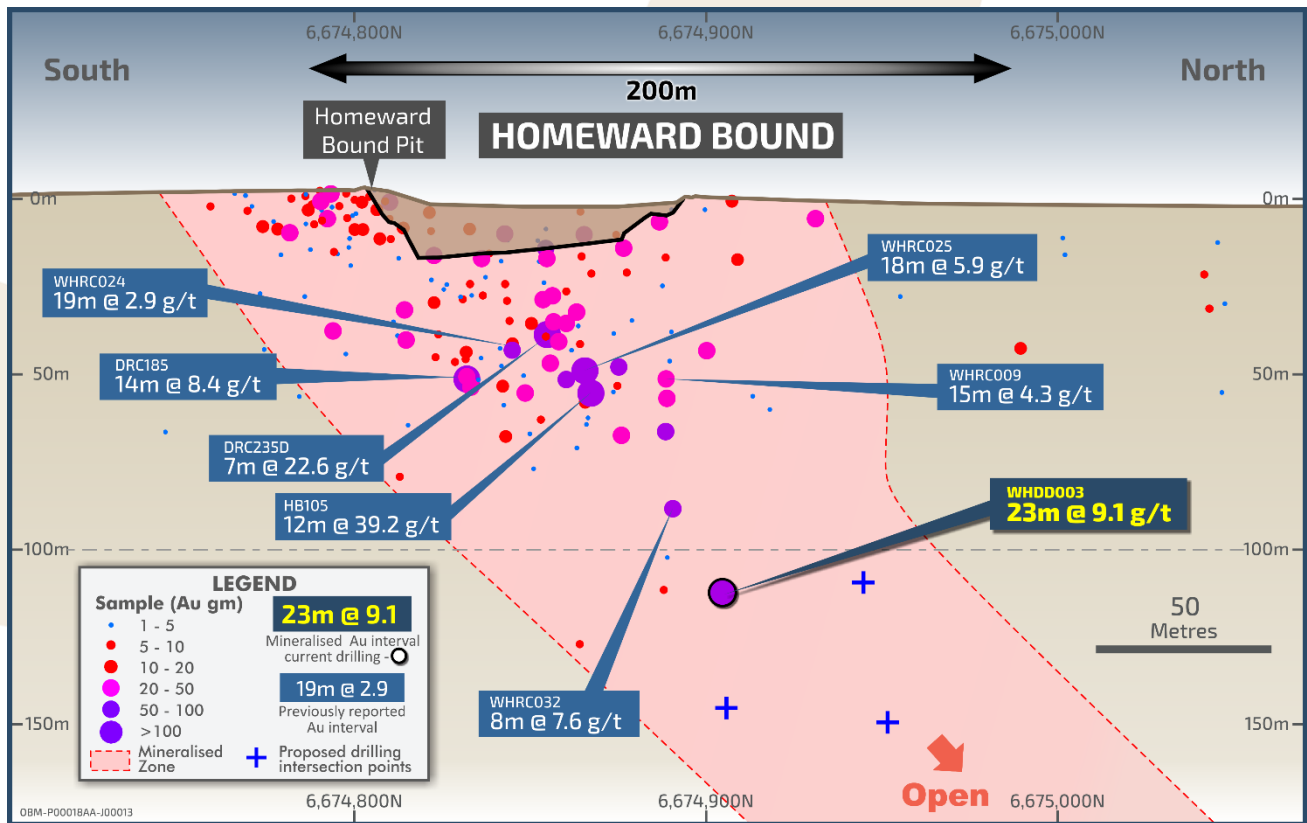 6,674,800N
6,674,900N
6,675,000N
South
North
200m
Homeward
Bound Pit
HOMEWARD BOUND
0m
0m
WHRC025
18m @ 5.9 g/t
WHRC024
19m @ 2.9 g/t
DRC185
14m @ 8.4 g/t
50m
50m
WHRC009
15m @ 4.3 g/t
DRC235D
7m @ 22.6 g/t
HB105
12m @ 39.2 g/t
WHDD003
23m @ 9.1 g/t
100m
100m
LEGEND
Sample (Au gm)
1 - 5
5 - 10
10 - 20
20 - 50
50 - 100
>100
Mineralised
Zone
23m @ 9.1
Mineralised Au interval
current drilling -
19m @ 2.9
Previously reported
Au interval
Proposed drilling
intersection points
50
Metres
WHRC032
8m @ 7.6 g/t
150m
150m
Open
6,674,800N
6,674,900N
6,675,000N
OBM-P00018AA-J00013